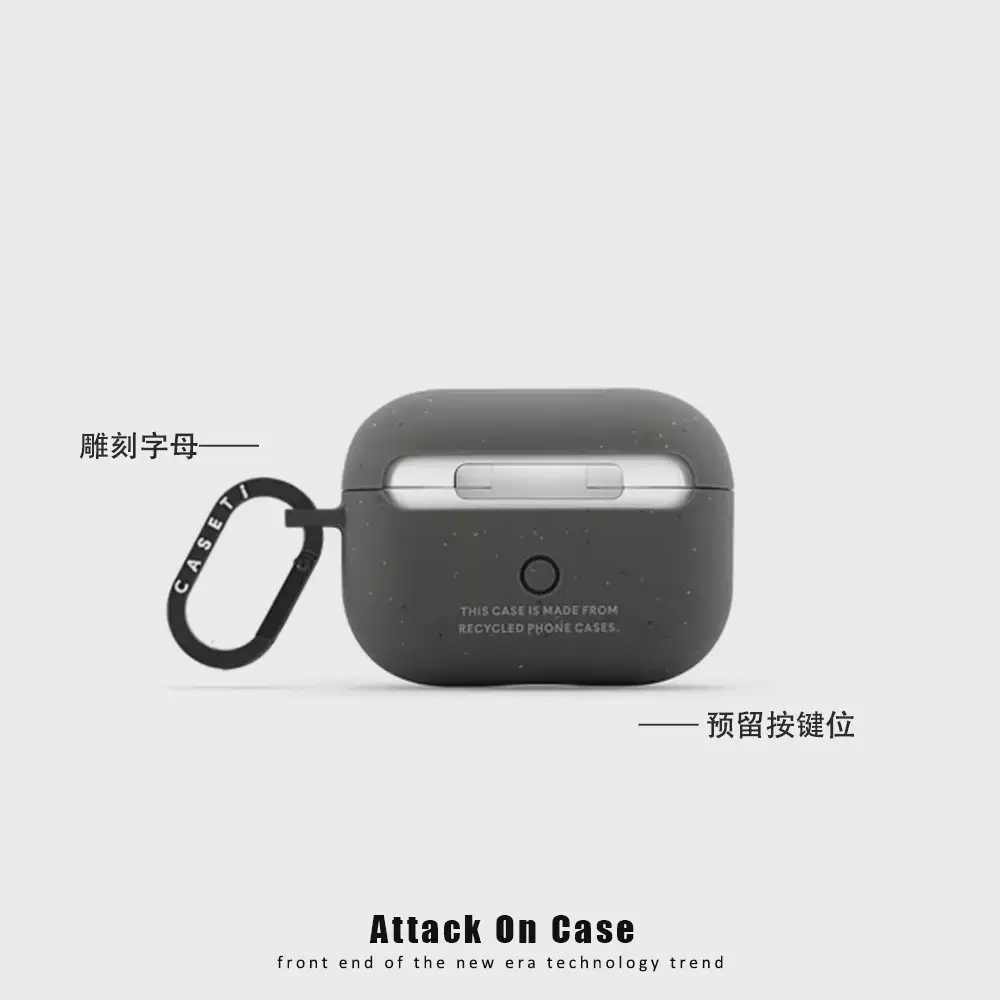 雕刻字母
CASETI
THIS CASE IS MADE FROM
RECYCLED PHONE CASES.
预留按键位
Attack On Case
front end of the new era technology trend